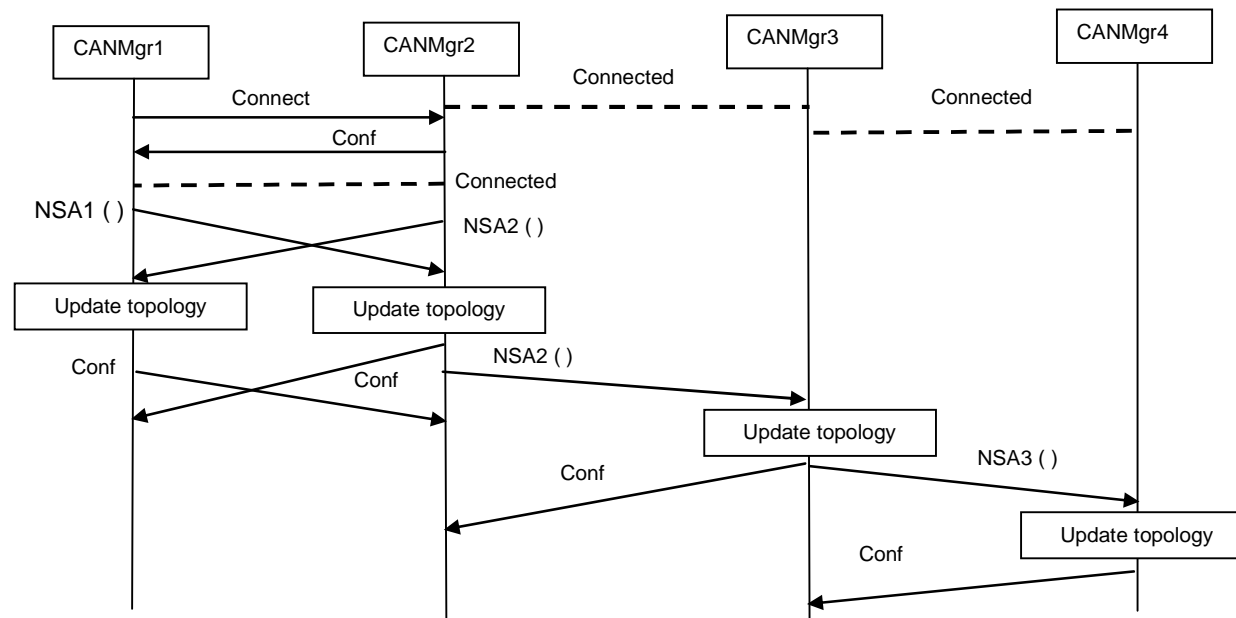 CANMgr1
CANMgr2
CANMgr3
CANMgr4
Connected
Connect
Connected
Conf
Connected
NSA1 ( )
NSA2 ( )
Update topology
Update topology
NSA2 ( )
Conf
Conf
Update topology
NSA3 ( )
Conf
Update topology
Conf